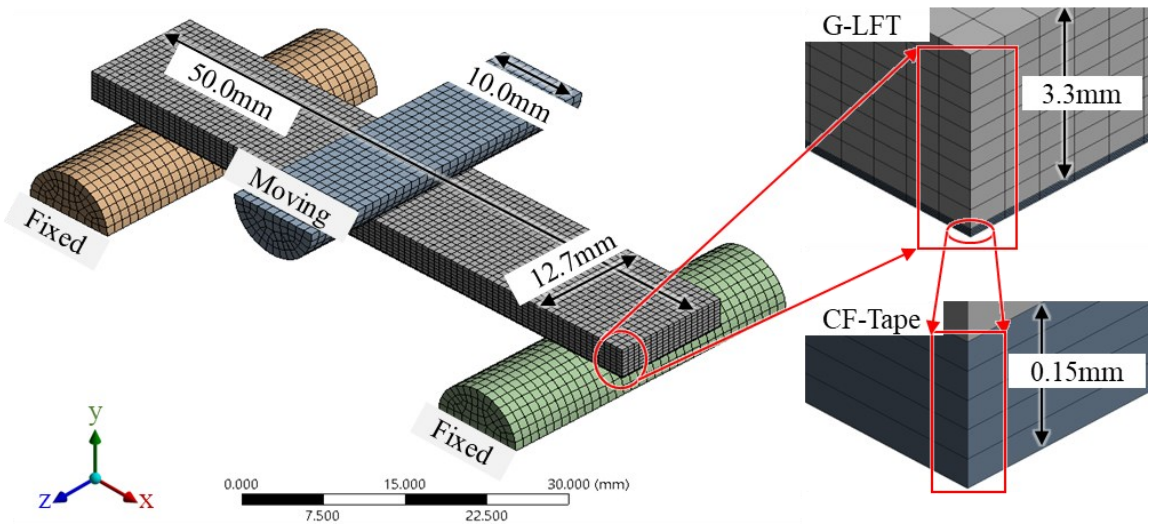 50.0mm
10.0mm
Moving
Fixed
12.7mm
Fixed
G-LFT
3.3mm
CF-Tape
0.15mm
y
z
x
0.000 15.000 30.000 (mm)
7.500 22.500